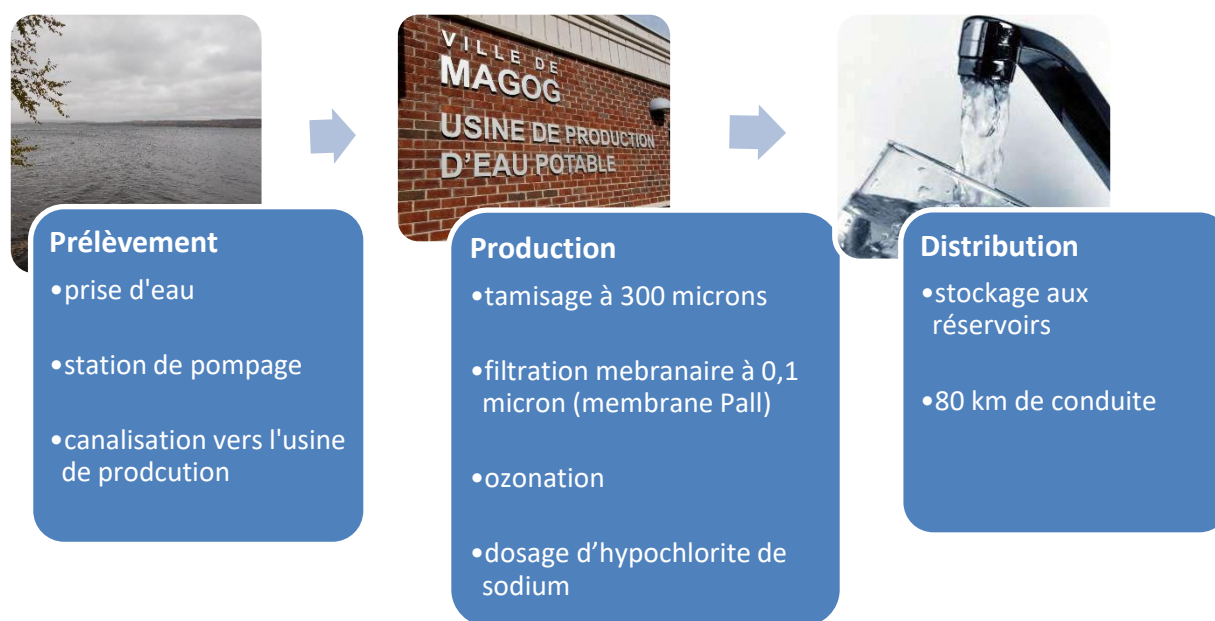 VILLE DE
MAGOG
USINE DE PRODUCTION
D'EAU POTABLE
Prélèvement
•prise d'eau
•station de pompage
•canalisation vers l'usine
de prodcution
Production
•tamisage à 300 microns
•filtration mebranaire à 0,1
micron (membrane Pall)
•ozonation
•dosage d’hypochlorite de
sodium
Distribution
•stockage aux
réservoirs
•80 km de conduite